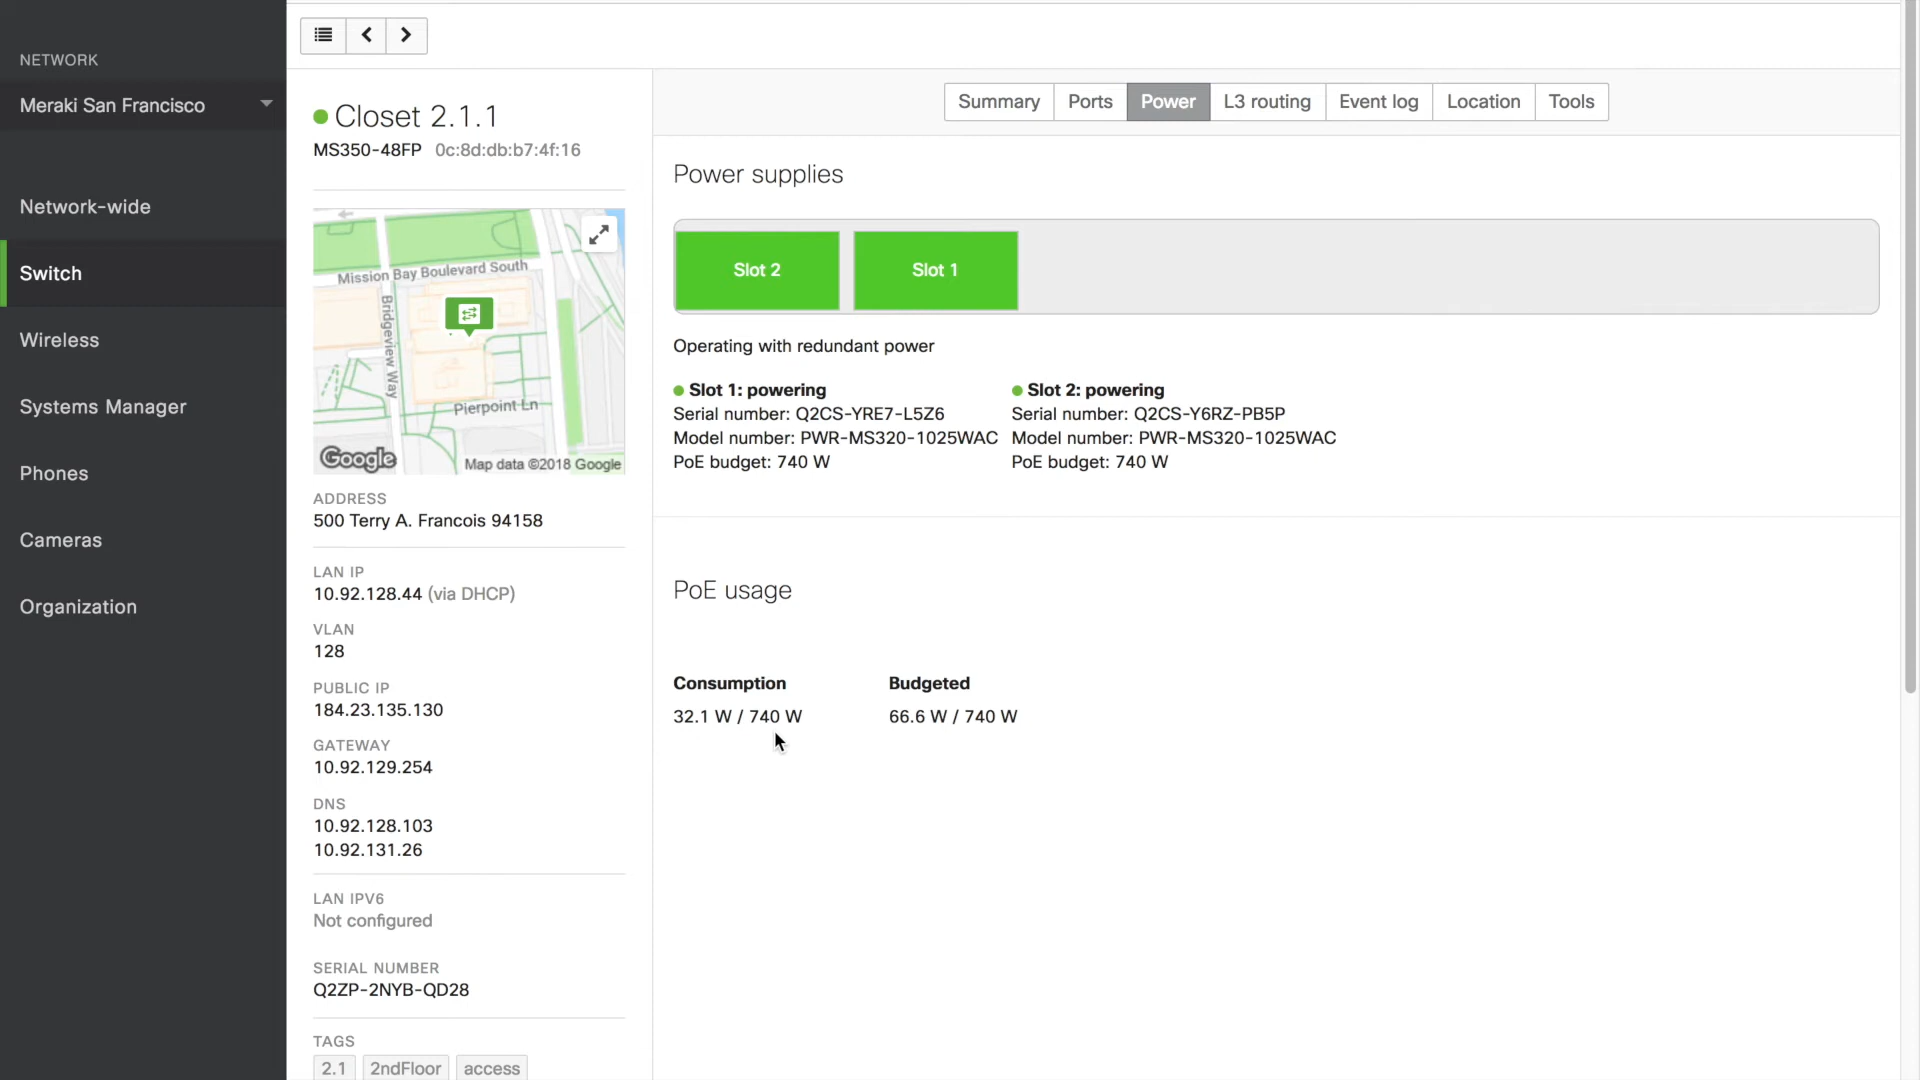 NETWORK
Meraki San Francisco
Network-wide
Switch
Wireless
Systems Manager
Phones
Cameras
Organization
Closet 2.1.1
MS350-48FP 0c:8d:db:b7:4f:16
Mission Bay Boulevard South
Bridgeview Way
Pierpoint Ln
Google
Map data ©2018 Google
ADDRESS
500 Terry A. Francois 94158
LAN IP
10.92.128.44 (via DHCP)
VLAN
128
PUBLIC IP
184.23.135.130
GATEWAY
10.92.129.254
DNS
10.92.128.103
10.92.131.26
LAN IPV6
Not configured
SERIAL NUMBER
Q2ZP-2NYB-QD28
TAGS
2.1 2ndFloor access
Summary Ports Power L3 routing Event log Location Tools
Power supplies
Slot 2 Slot 1
Operating with redundant power
Slot 1: powering
Serial number: Q2CS-YRE7-L5Z6
Model number: PWR-MS320-1025WAC
PoE budget: 740 W
Slot 2: powering
Serial number: Q2CS-Y6RZ-PB5P
Model number: PWR-MS320-1025WAC
PoE budget: 740 W
PoE usage
Consumption Budgeted
32.1 W / 740 W 66.6 W / 740 W